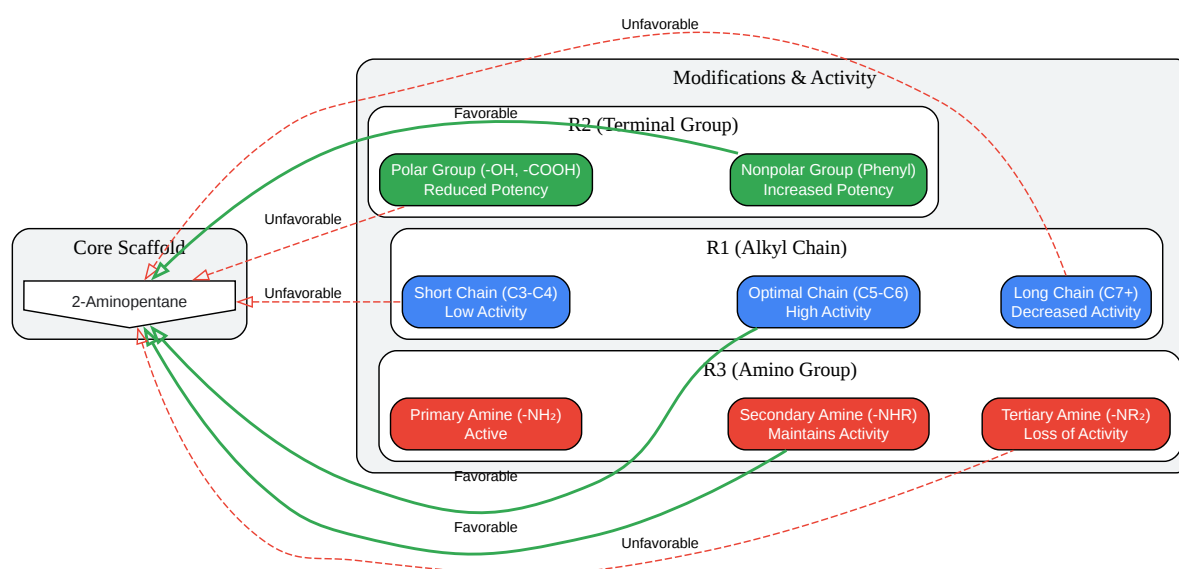 Unfavorable
Modifications & Activity
Favorable
R2 (Terminal Group)
Polar Group (-OH, -COOH)
Reduced Potency
Nonpolar Group (Phenyl)
Increased Potency
Unfavorable
Core Scaffold
2-Aminopentane
R1 (Alkyl Chain)
Unfavorable
Short Chain (C3-C4)
Low Activity
Optimal Chain (C5-C6)
High Activity
Long Chain (C7+)
Decreased Activity
R3 (Amino Group)
Primary Amine (-NH₂)
Active
Secondary Amine (-NHR)
Maintains Activity
Tertiary Amine (-NR₂)
Loss of Activity
Favorable
Favorable
Unfavorable